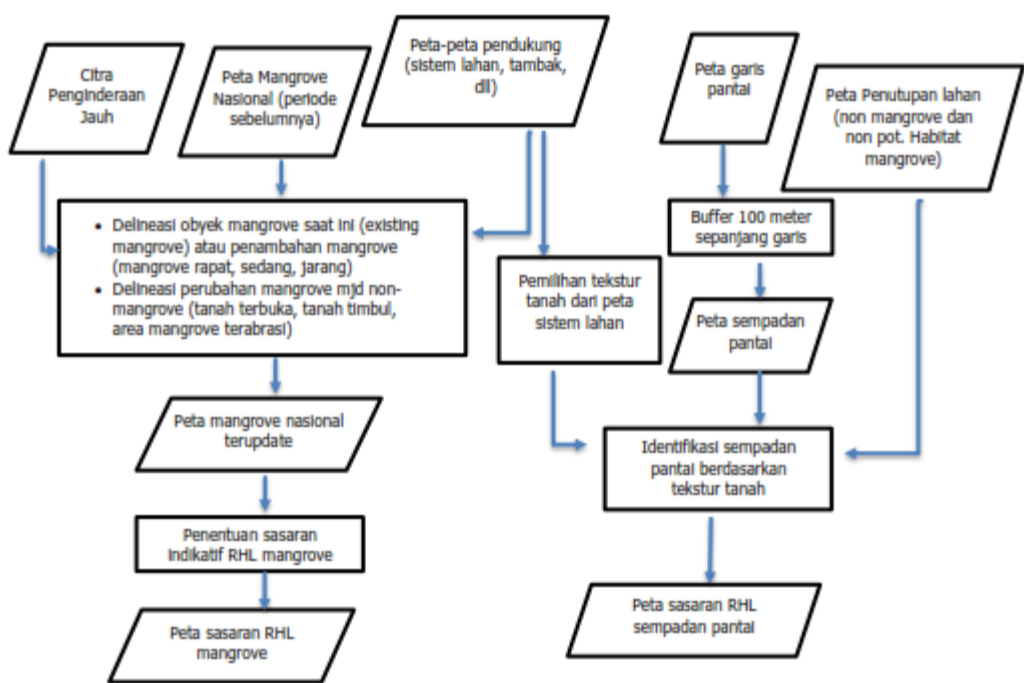 Citra
Penginderaan
Jauh
Peta Mangrove
Nasional (periode
sebelumnya)
Peta-peta pendukung
(sistem lahan, tambak,
dll)
Peta garis
pantai
Peta Penutupan lahan
(non mangrove dan
non pot. Habitat
mangrove)
• Delineasi obyek mangrove saat ini (existing
mangrove) atau penambahan mangrove
(mangrove rapat, sedang, jarang)
• Delineasi perubahan mangrove mjd non-
mangrove (tanah terbuka, tanah timbul,
area mangrove terabrasi)
Pemilihan tekstur
tanah dari peta
sistem lahan
Buffer 100 meter
sepanjang garis
Peta sempadan
pantai
Peta mangrove nasional
terupdate
Identifikasi sempadan
pantai berdasarkan
tekstur tanah
Penentuan sasaran
indikatif RHL mangrove
Peta sasaran RHL
mangrove
Peta sasaran RHL
sempadan pantai